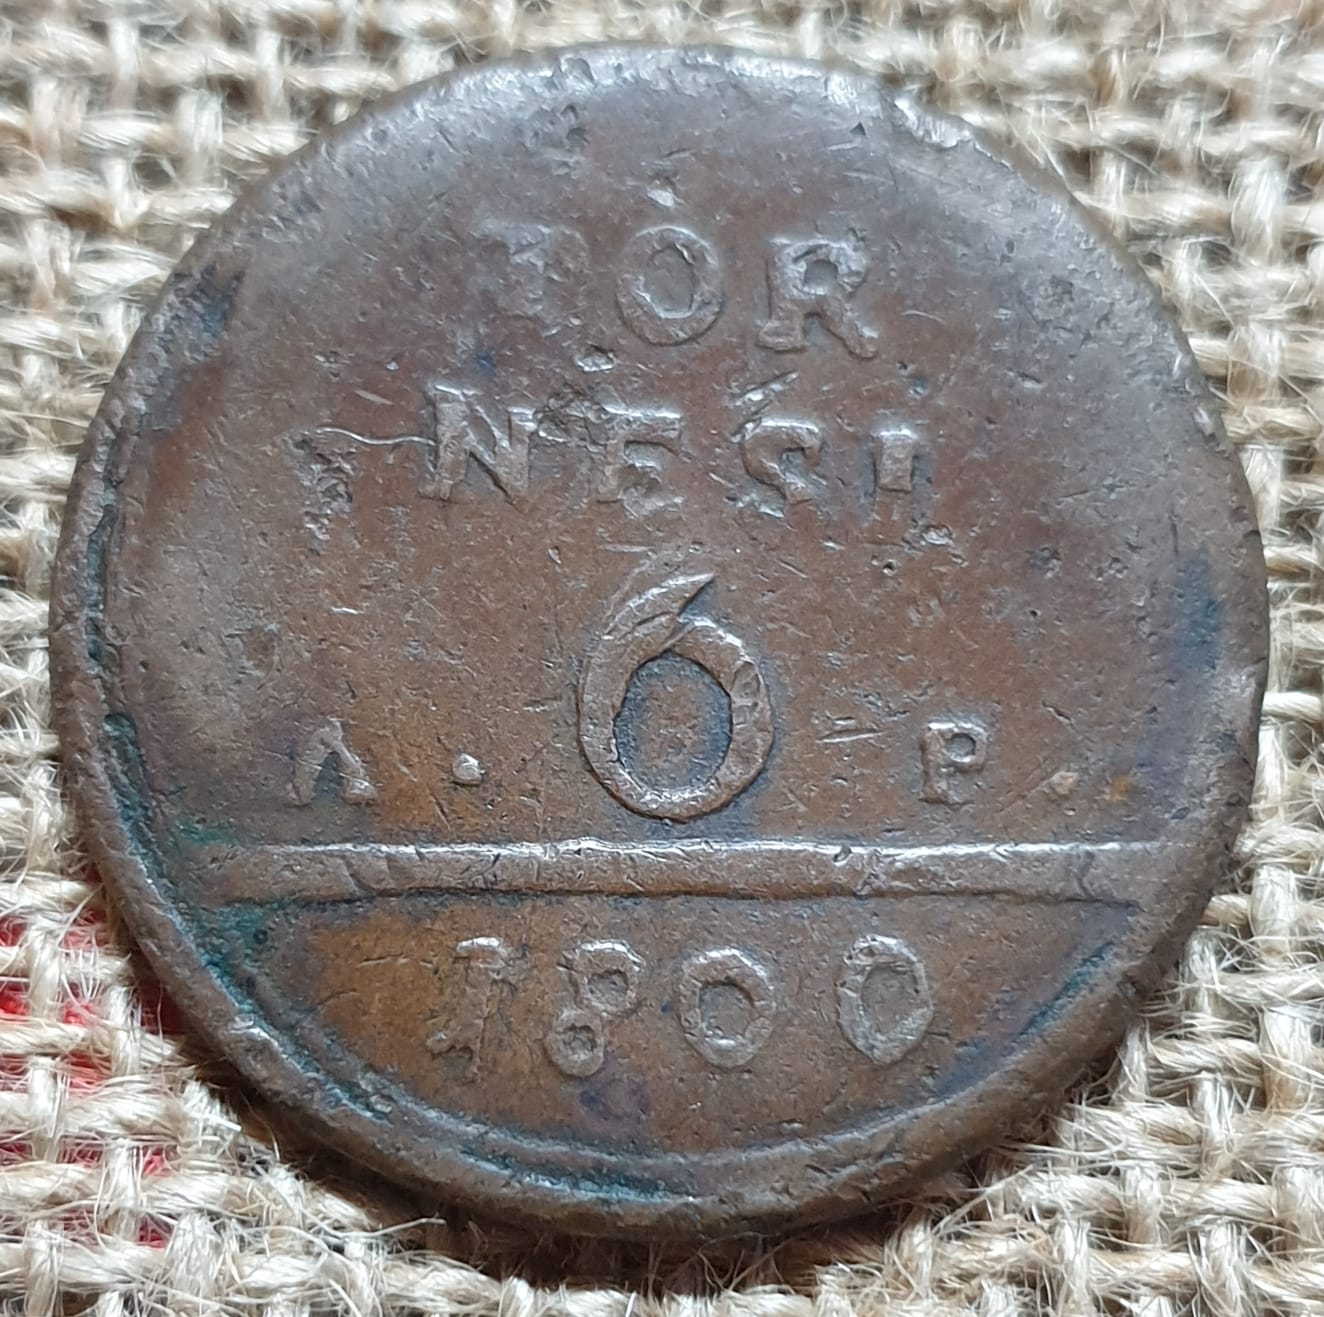 TOR
NESI
6
A . P .
1800